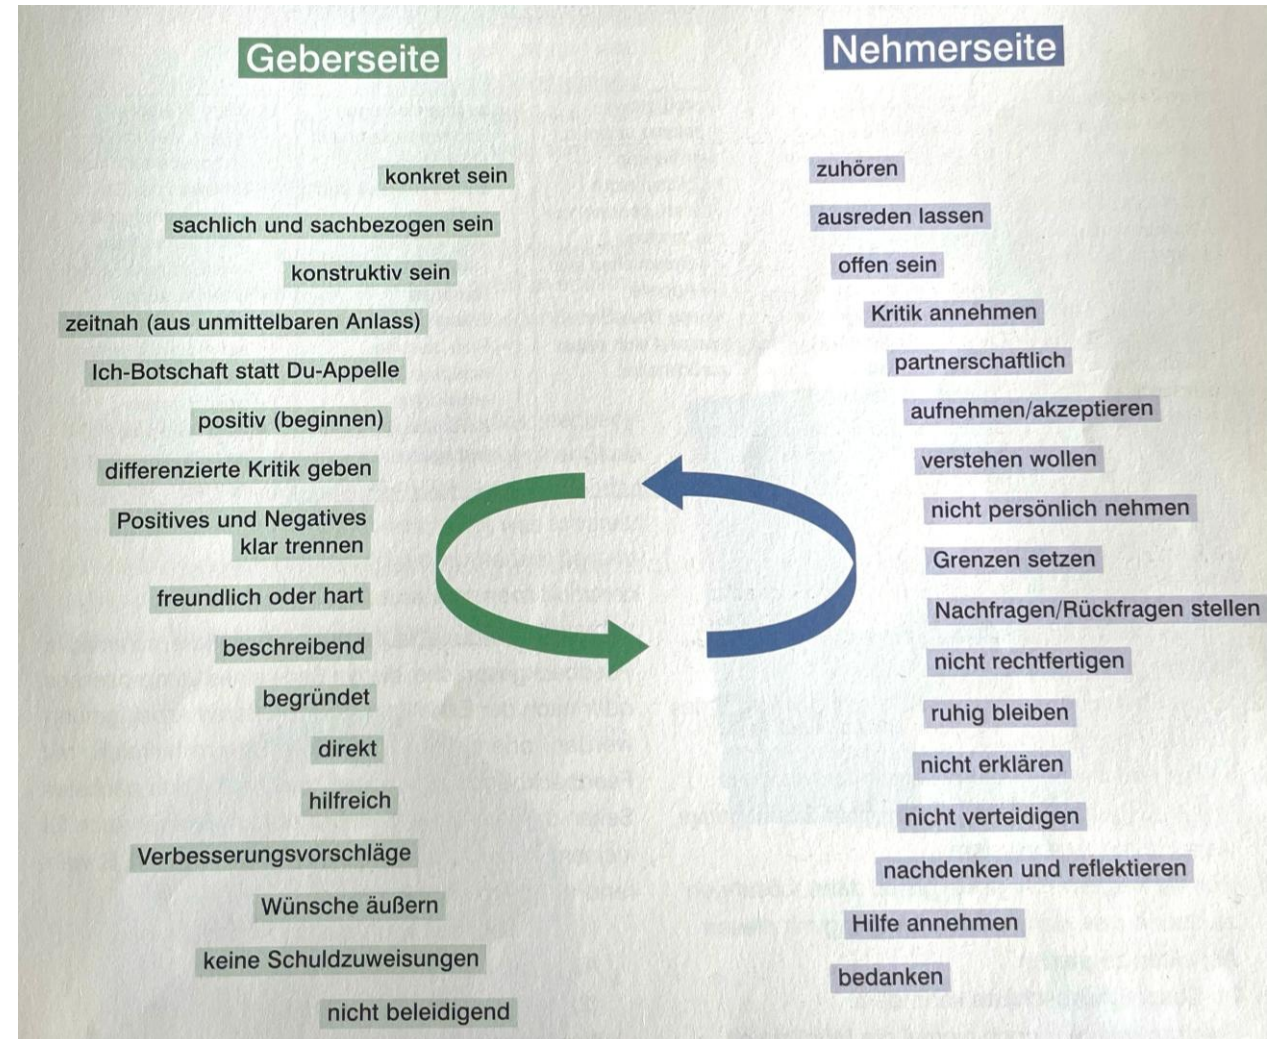 Geberseite
konkret sein
sachlich und sachbezogen sein
konstruktiv sein
zeitnah (aus unmittelbaren Anlass)
Ich-Botschaft statt Du-Appelle
positiv (beginnen)
differenzierte Kritik geben
Positives und Negatives
klar trennen
freundlich oder hart
beschreibend
begründet
direkt
hilfreich
Verbesserungsvorschläge
Wünsche äußern
keine Schuldzuweisungen
nicht beleidigend
Nehmerseite
zuhören
ausreden lassen
offen sein
Kritik annehmen
partnerschaftlich
aufnehmen/akzeptieren
verstehen wollen
nicht persönlich nehmen
Grenzen setzen
Nachfragen/Rückfragen stellen
nicht rechtfertigen
ruhig bleiben
nicht erklären
nicht verteidigen
nachdenken und reflektieren
Hilfe annehmen
bedanken